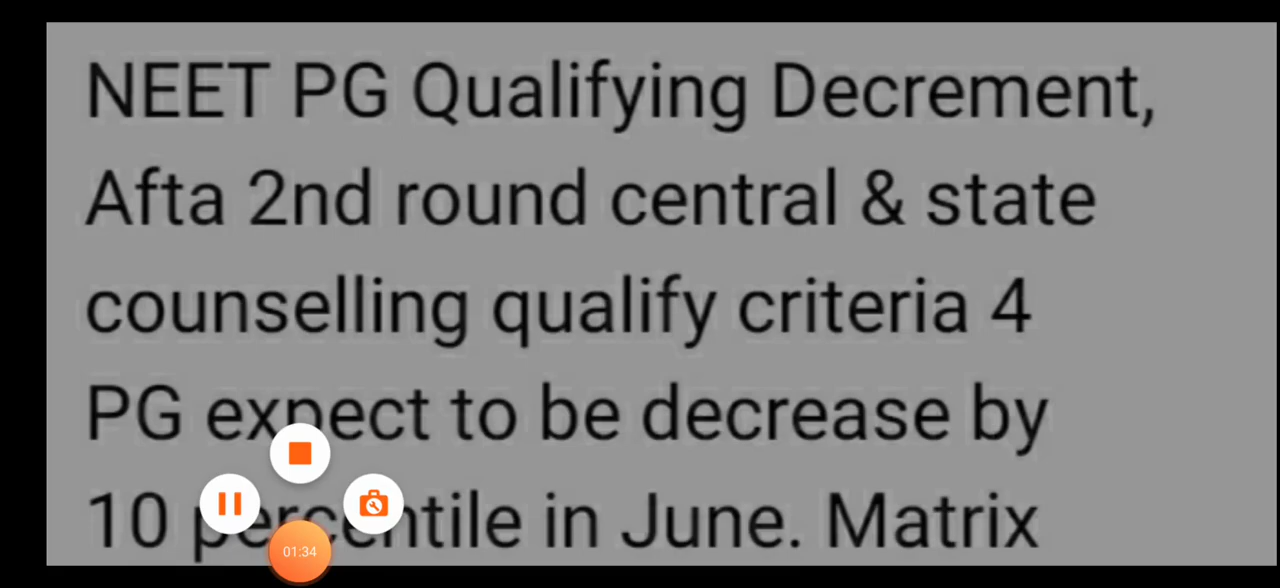 NEET PG Qualifying Decrement,
Afta 2nd round central & state
counselling qualify criteria 4
PG expect to be decrease by
10 percentile in June. Matrix
01:34